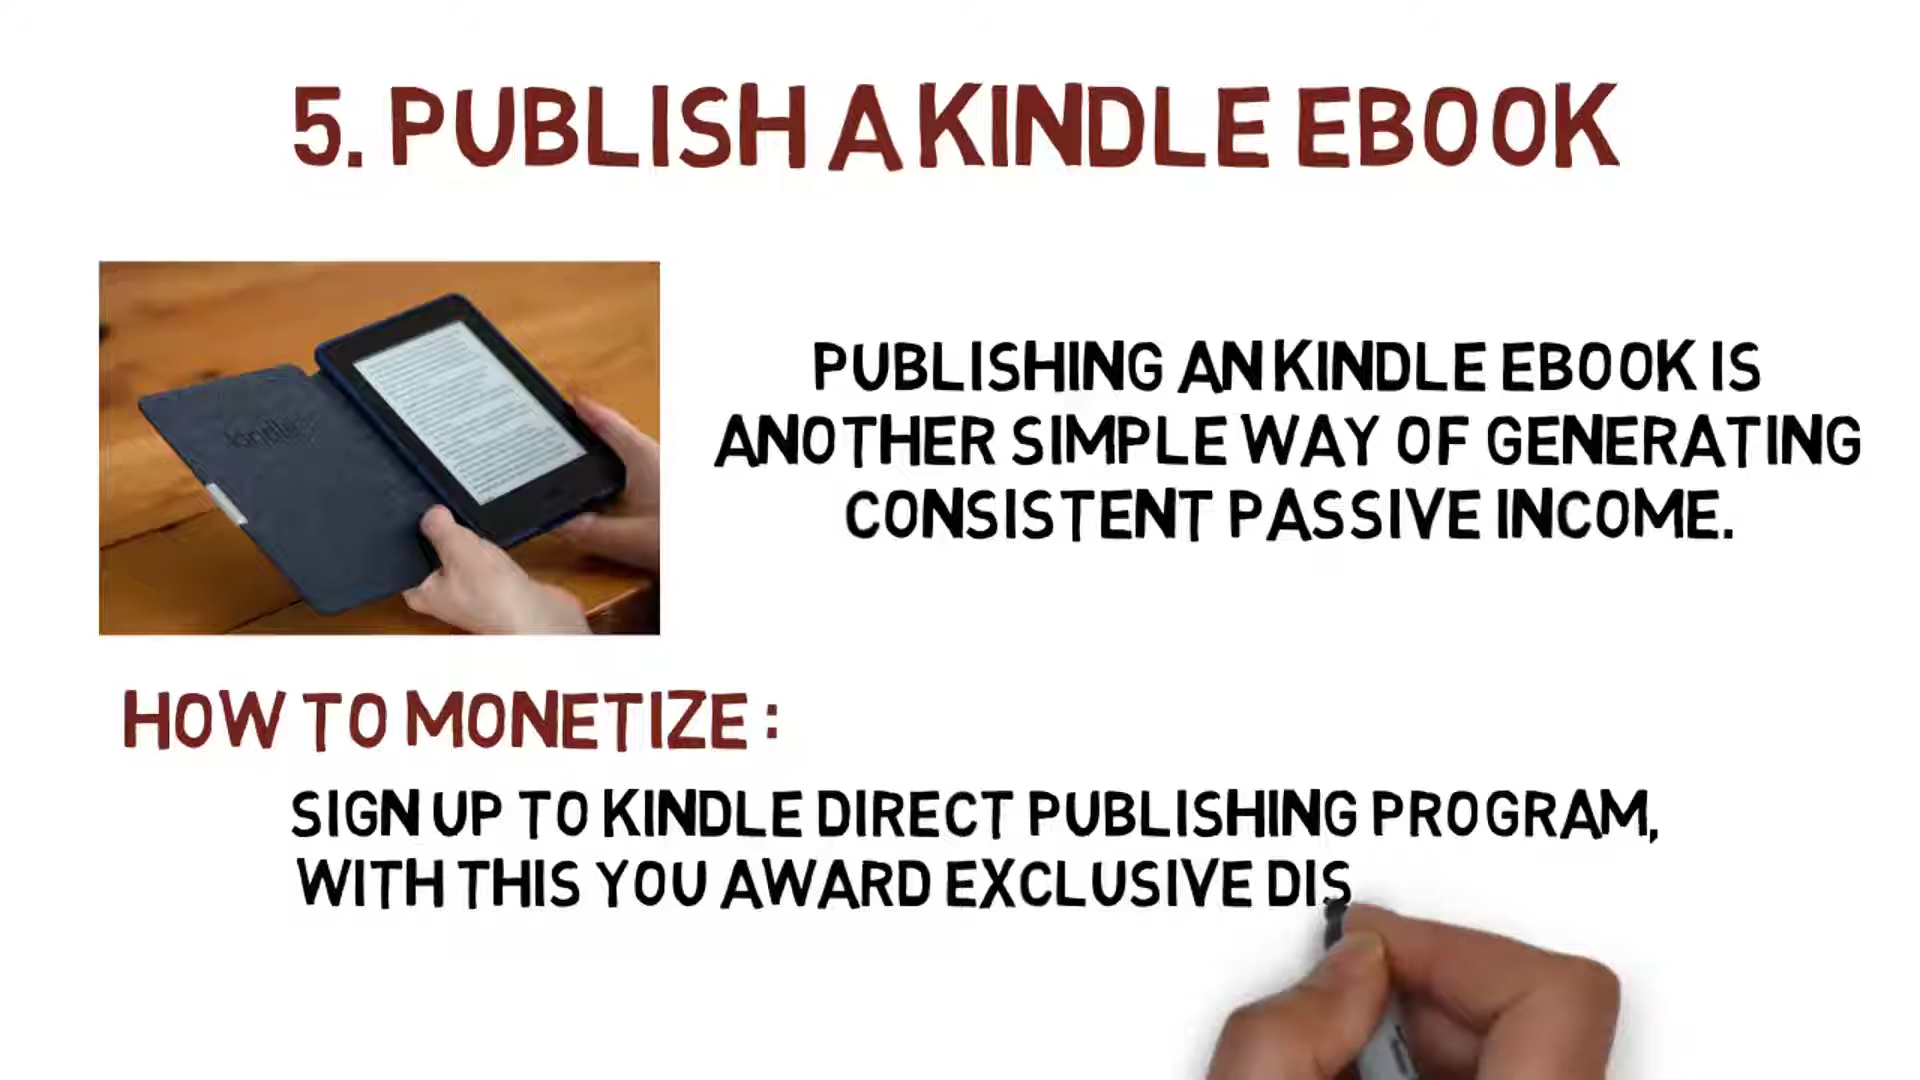 5. PUBLISH A KINDLE EBOOK
kindle
PUBLISHING AN KINDLE EBOOK IS
ANOTHER SIMPLE WAY OF GENERATING
CONSISTENT PASSIVE INCOME.
HOW TO MONETIZE :
SIGN UP TO KINDLE DIRECT PUBLISHING PROGRAM,
WITH THIS YOU AWARD EXCLUSIVE DIS